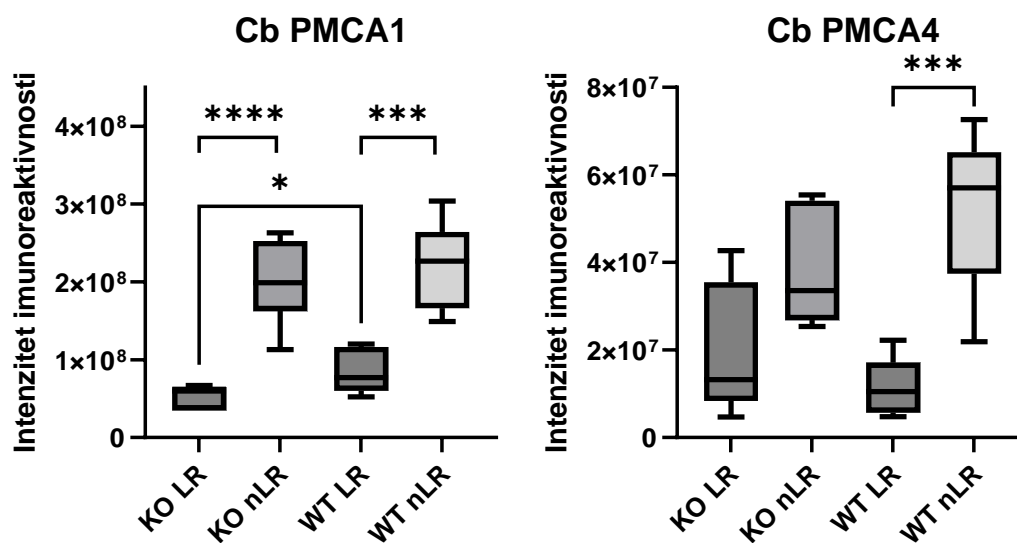 Cb PMCA1
Intenzitet imunoreaktivnosti
4×10⁸
3×10⁸
2×10⁸
1×10⁸
0
****
***
*
KO LR
KO nLR
WT LR
WT nLR
Cb PMCA4
Intenzitet imunoreaktivnosti
8×10⁷
6×10⁷
4×10⁷
2×10⁷
0
***
KO LR
KO nLR
WT LR
WT nLR